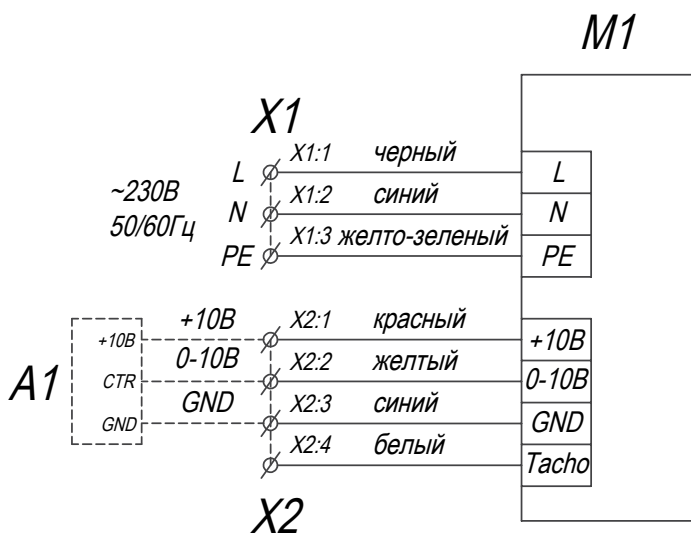 M1
X1
L X1:1 черный L
~230В
50/60Гц
N X1:2 синий N
PE X1:3 желто-зеленый PE
A1
+10В +10В X2:1 красный +10В
CTR 0-10В X2:2 желтый 0-10В
GND GND X2:3 синий GND
X2:4 белый Tacho
X2